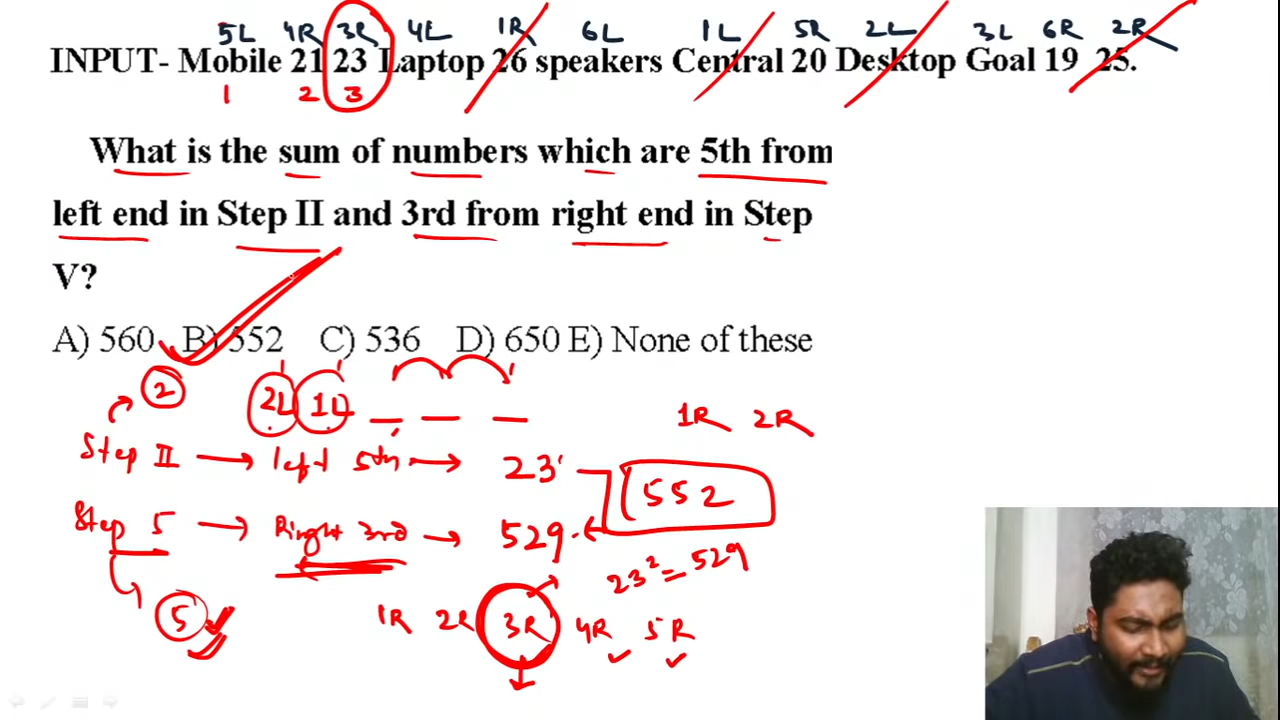 5L 4R 3R 4L 1R 6L 1L 5R 2L 3L 6R 2R
INPUT- Mobile 21 23 Laptop 26 speakers Central 20 Desktop Goal 19 25.
1 2 3
What is the sum of numbers which are 5th from
left end in Step II and 3rd from right end in Step
V?
A) 560 B) 552 C) 536 D) 650 E) None of these
2 2L 1L 1R 2R
Step II left 5th 23 552
Step 5 Right 3rd 529
23² = 529
5 1R 2R 3R 4R 5R